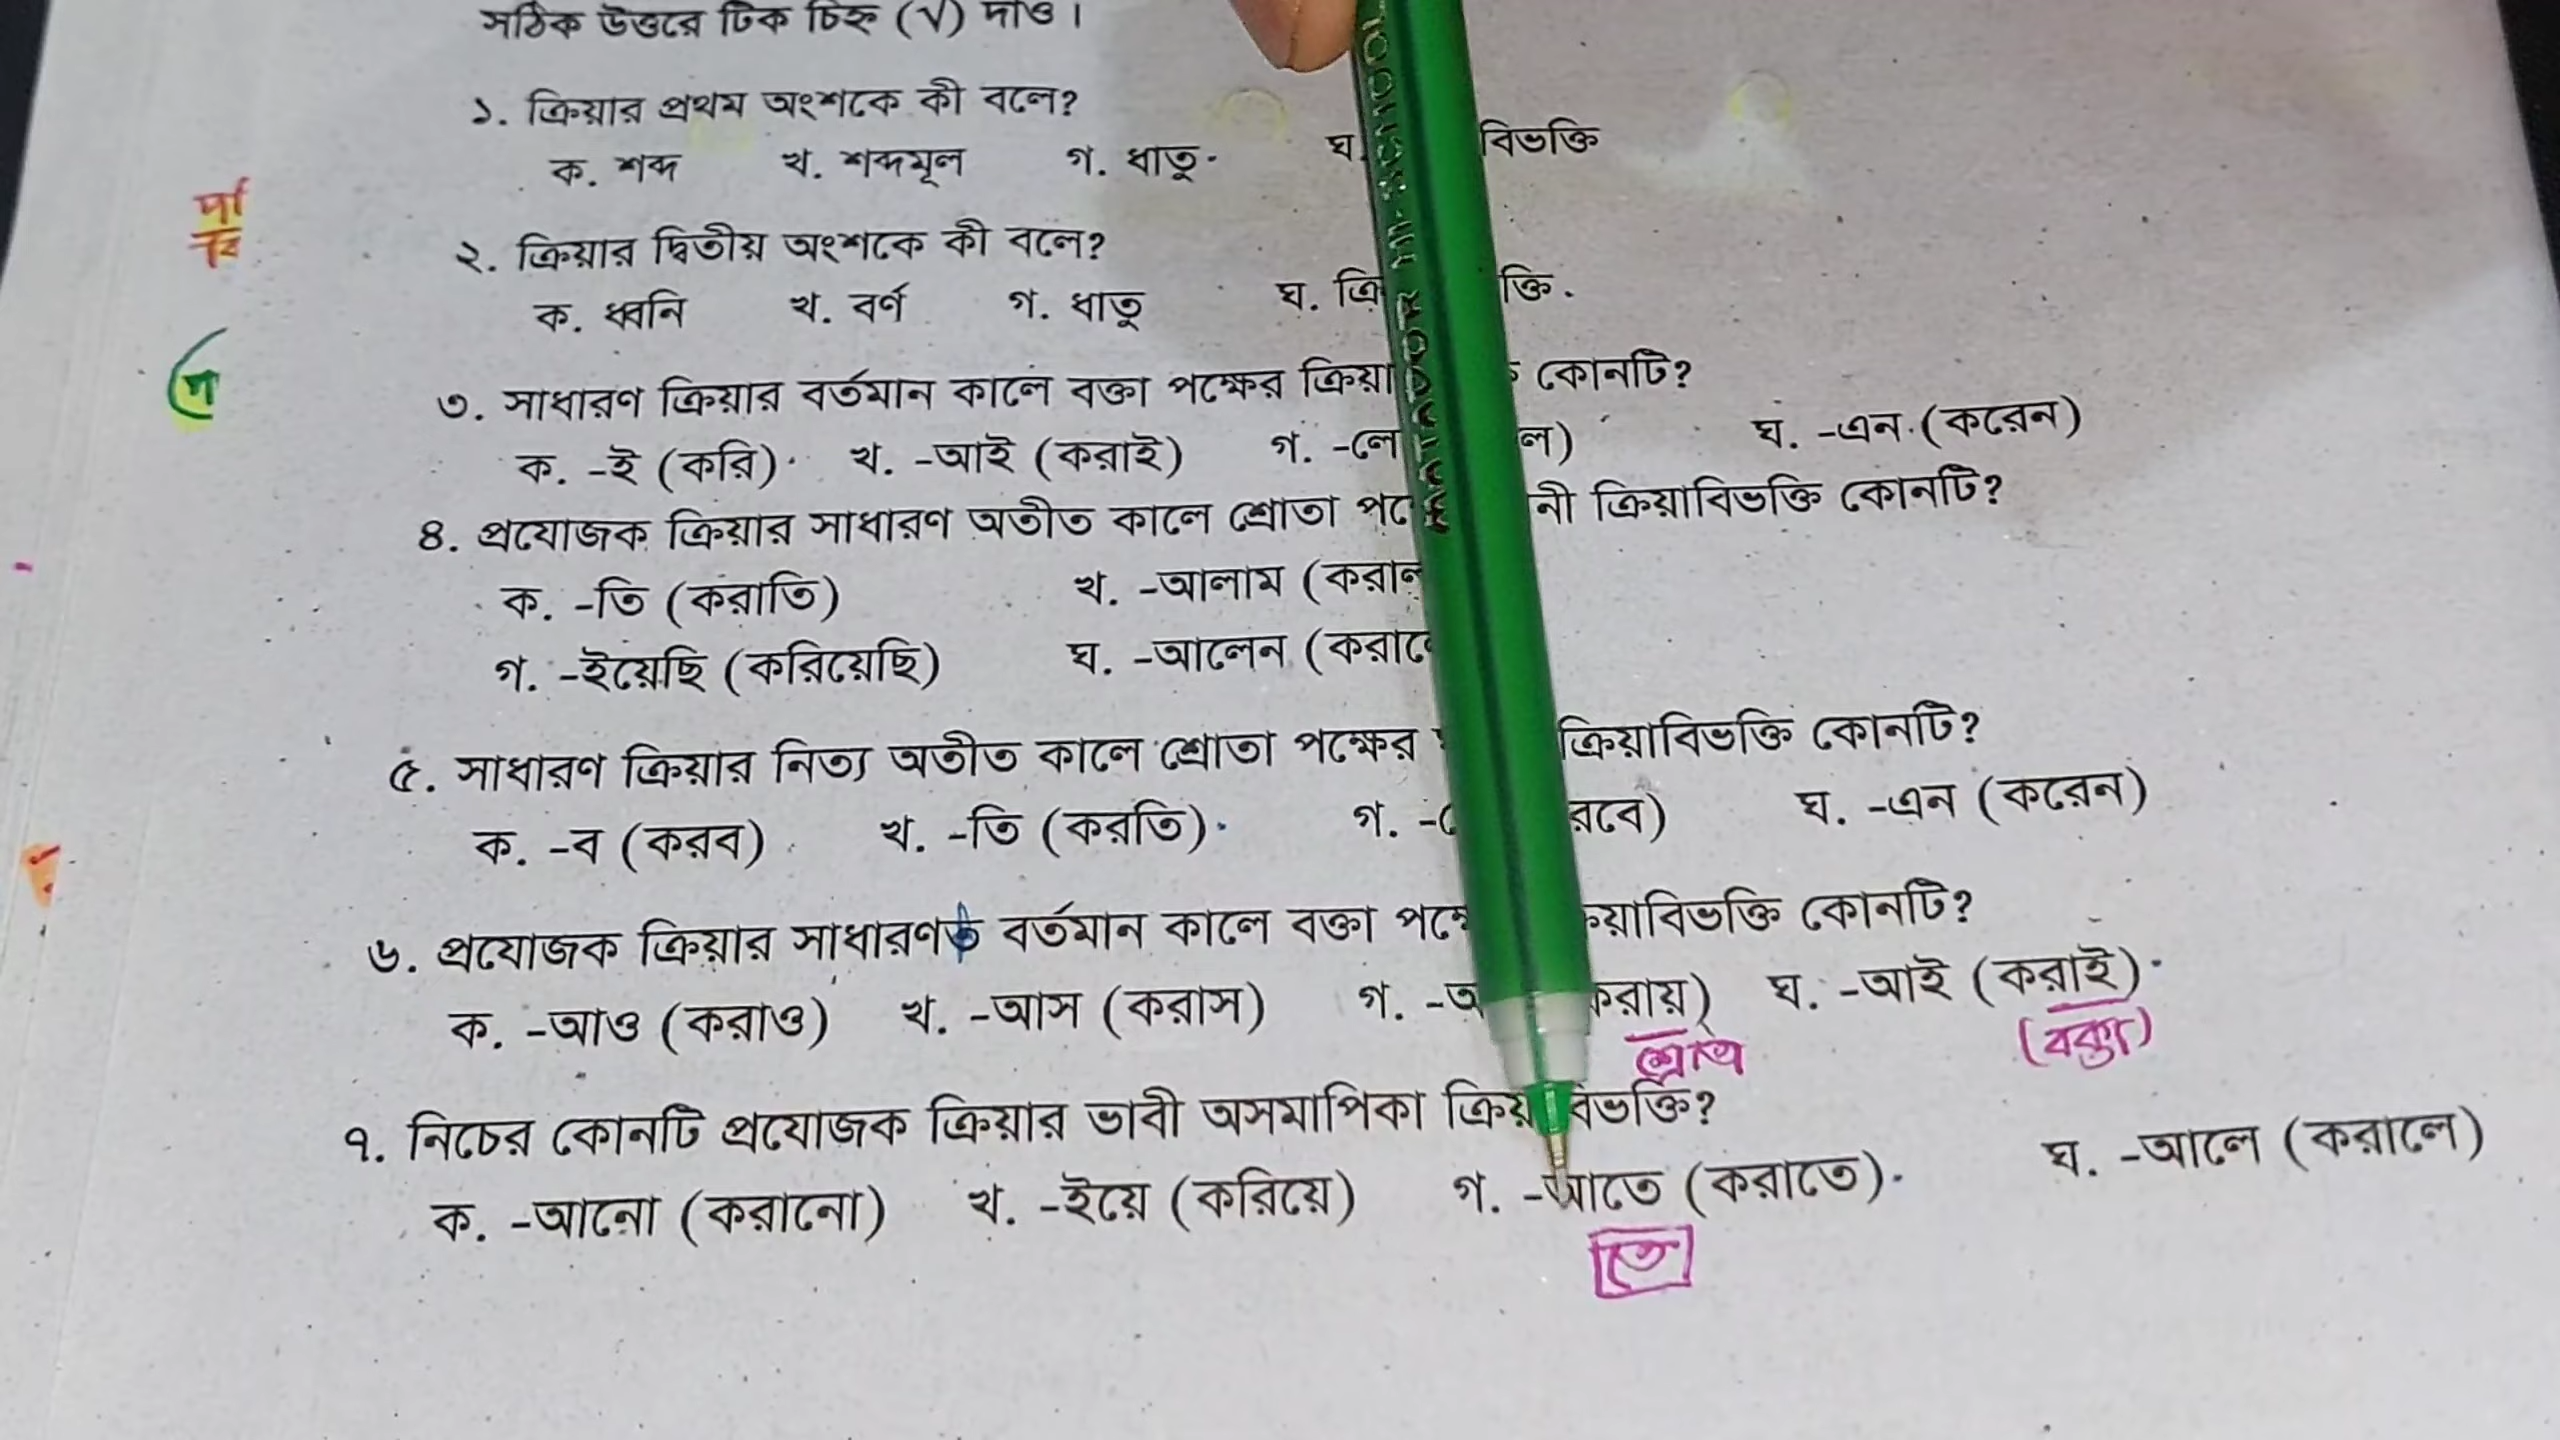 সঠিক উত্তরে টিক চিহ্ন (√) দাও।
১. ক্রিয়ার প্রথম অংশকে কী বলে?
ক. শব্দ খ. শব্দমূল গ. ধাতু ঘ. বিভক্তি
২. ক্রিয়ার দ্বিতীয় অংশকে কী বলে?
ক. ধ্বনি খ. বর্ণ গ. ধাতু ঘ.
৩. সাধারণ ক্রিয়ার বর্তমান কালে বক্তা পক্ষের কোনটি?
ক. -ই (করি) খ. -আই (করাই) গ. ঘ. -এন (করেন)
৪. প্রযোজক ক্রিয়ার সাধারণ অতীত কালে শ্রোতা ক্রিয়াবিভক্তি কোনটি?
ক. -তি (করাতি) খ. -আলাম
গ. -ইয়েছি (করিয়েছি) ঘ. -আলেন
৫. সাধারণ ক্রিয়ার নিত্য অতীত কালে শ্রোতা পক্ষের ক্রিয়াবিভক্তি কোনটি?
ক. -ব (করব) খ. -তি (করতি) গ. ঘ. -এন (করেন)
৬. প্রযোজক ক্রিয়ার সাধারণ বর্তমান কালে বক্তা কোনটি?
ক. -আও (করাও) খ. -আস (করাস) গ. ঘ. -আই (করাই)
(বক্তা)
৭. নিচের কোনটি প্রযোজক ক্রিয়ার ভাবী অসমাপিকা
ক. -আনো (করানো) খ. -ইয়ে (করিয়ে) গ. -আতে (করাতে) ঘ. -আলে (করালে)
তে
MATADOR HI-SCHOOL